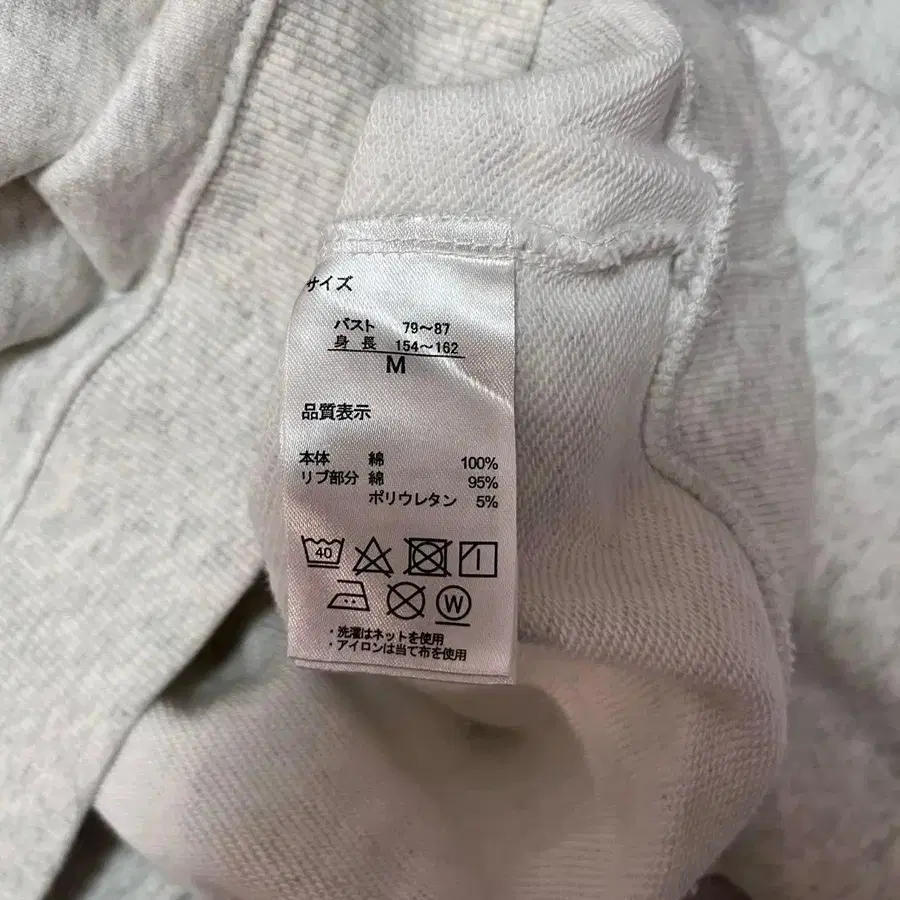 サイズ
バスト 79～87
身長 154～162
M
品質表示
本体 綿 100%
リブ部分 綿 95%
ポリウレタン 5%
40
W
・洗濯はネットを使用
・アイロンは当て布を使用